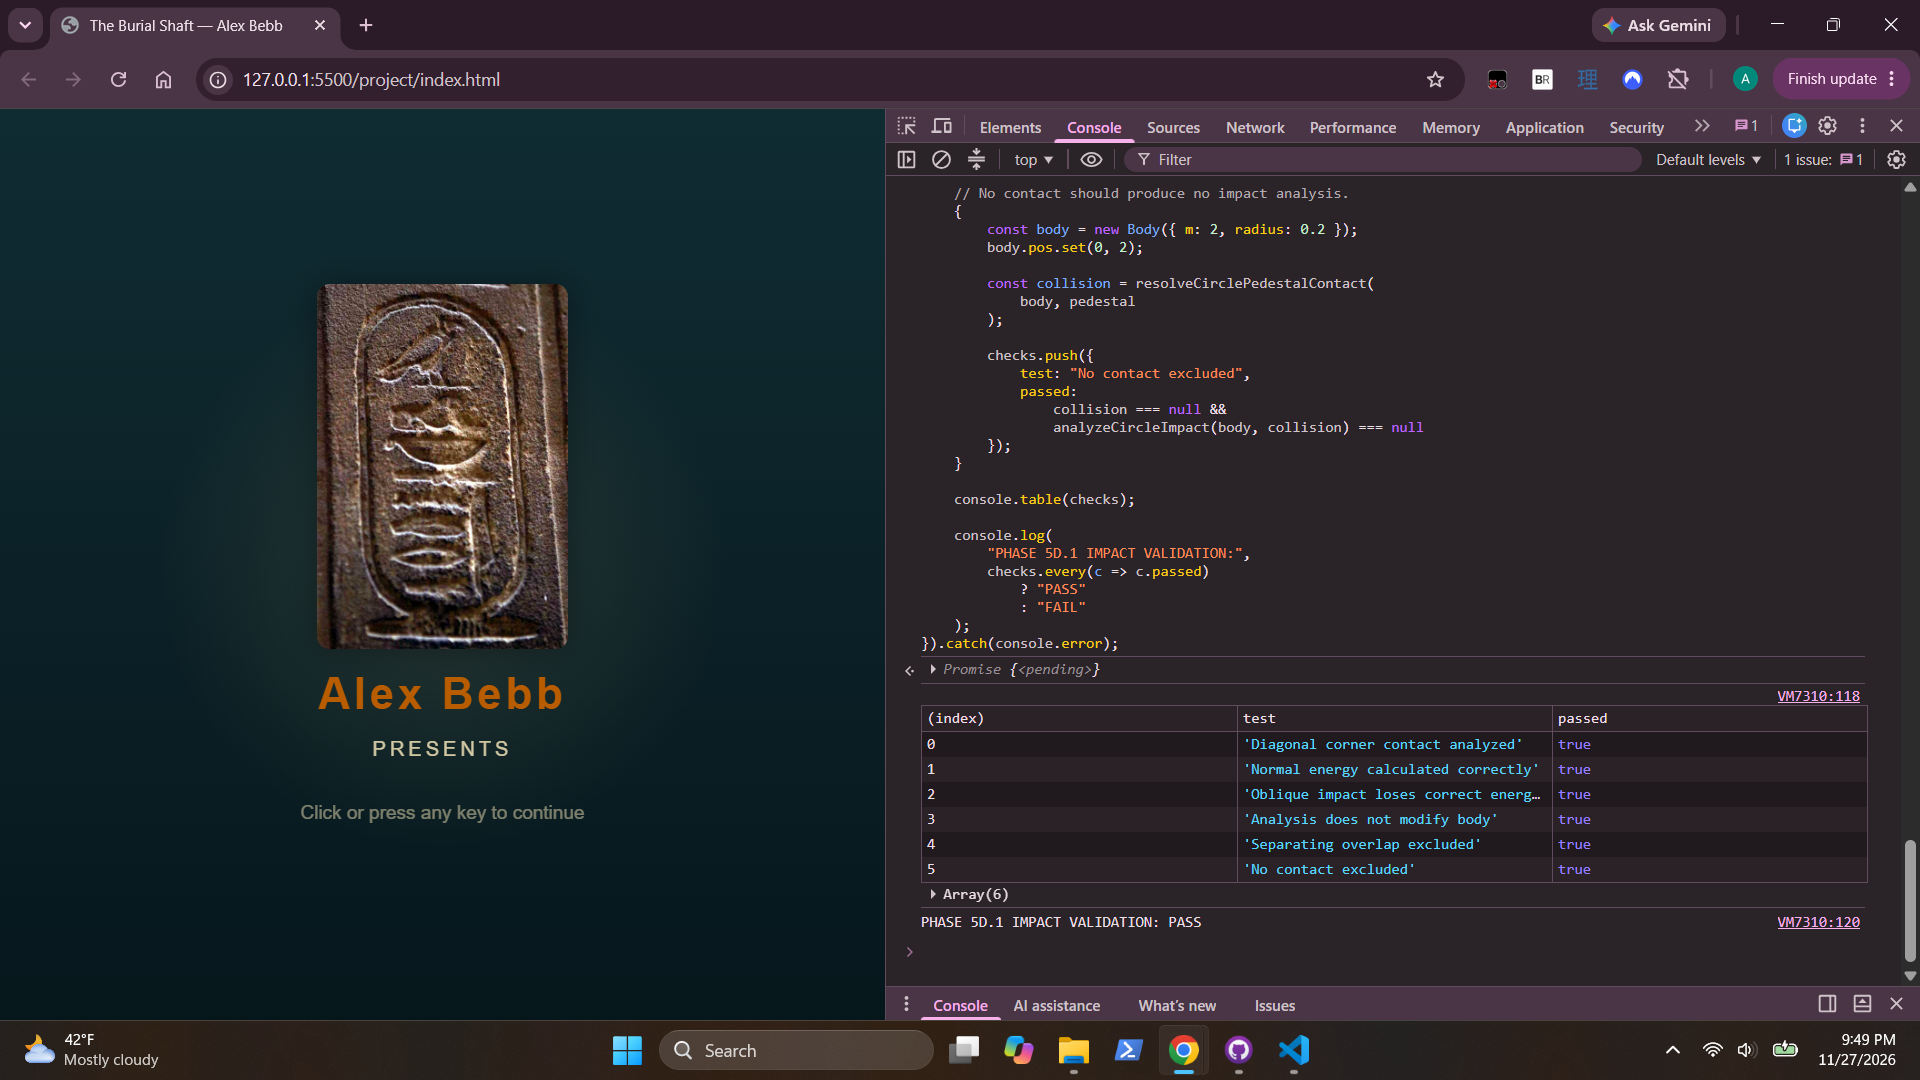 The Burial Shaft — Alex Bebb
Ask Gemini
127.0.0.1:5500/project/index.html
BR
理
A
Finish update
Alex Bebb
PRESENTS
Click or press any key to continue
Elements Console Sources Network Performance Memory Application Security 1
top Filter Default levels 1 issue: 1
// No contact should produce no impact analysis.
{
const body = new Body({ m: 2, radius: 0.2 });
body.pos.set(0, 2);
const collision = resolveCirclePedestalContact(
body, pedestal
);
checks.push({
test: "No contact excluded",
passed:
collision === null &&
analyzeCircleImpact(body, collision) === null
});
}
console.table(checks);
console.log(
"PHASE 5D.1 IMPACT VALIDATION:",
checks.every(c => c.passed)
? "PASS"
: "FAIL"
);
}).catch(console.error);
Promise {<pending>}
VM7310:118
(index) test passed
0 'Diagonal corner contact analyzed' true
1 'Normal energy calculated correctly' true
2 'Oblique impact loses correct energ… true
3 'Analysis does not modify body' true
4 'Separating overlap excluded' true
5 'No contact excluded' true
Array(6)
PHASE 5D.1 IMPACT VALIDATION: PASS VM7310:120
Console AI assistance What's new Issues
42°F
Mostly cloudy
Search
9:49 PM
11/27/2026